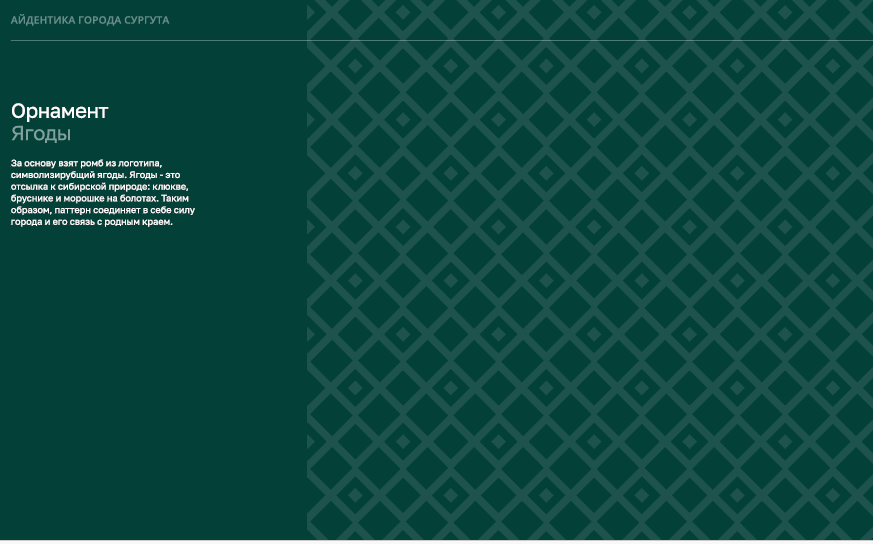 АЙДЕНТИКА ГОРОДА СУРГУТА
Орнамент
Ягоды
За основу взят ромб из логотипа,
символизирубщий ягоды. Ягоды - это
отсылка к сибирской природе: клюкве,
бруснике и морошке на болотах. Таким
образом, паттерн соединяет в себе силу
города и его связь с родным краем.